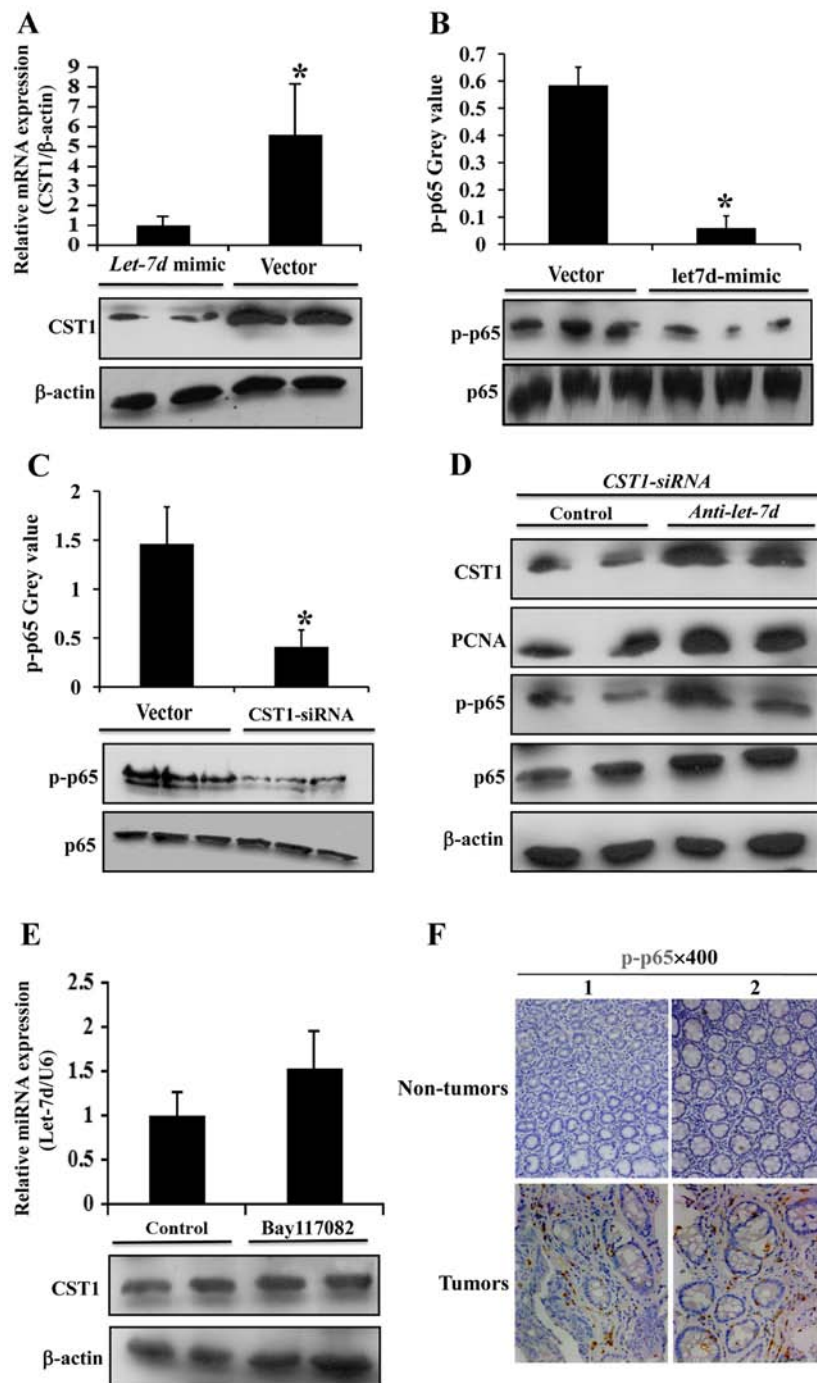 A
Relative mRNA expression
(CST1/β-actin)
9
8
7
6
5
4
3
2
1
0
*
Let-7d mimic
Vector
CST1
β-actin
B
p-p65 Grey value
0.7
0.6
0.5
0.4
0.3
0.2
0.1
0
*
Vector
let7d-mimic
p-p65
p65
C
p-p65 Grey value
2
1.5
1
0.5
0
*
Vector
CST1-siRNA
p-p65
p65
D
CST1-siRNA
Control
Anti-let-7d
CST1
PCNA
p-p65
p65
β-actin
E
Relative miRNA expression
(Let-7d/U6)
2.5
2
1.5
1
0.5
0
Control
Bay117082
CST1
β-actin
F
p-p65×400
1 2
Non-tumors
Tumors